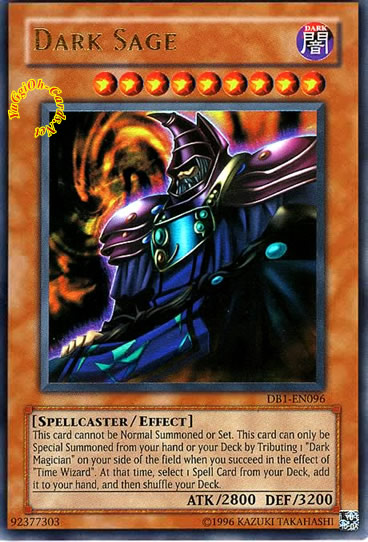 DARK SAGE
DARK
闇
YuGiOh-Cards.Net
DB1-EN096
[SPELLCASTER/EFFECT]
This card cannot be Normal Summoned or Set. This card can only be
Special Summoned from your hand or your Deck by Tributing 1 "Dark
Magician" on your side of the field when you succeed in the effect of
"Time Wizard". At that time, select 1 Spell Card from your Deck, add
it to your hand, and then shuffle your Deck.
ATK/2800 DEF/3200
92377303
©1996 KAZUKI TAKAHASHI